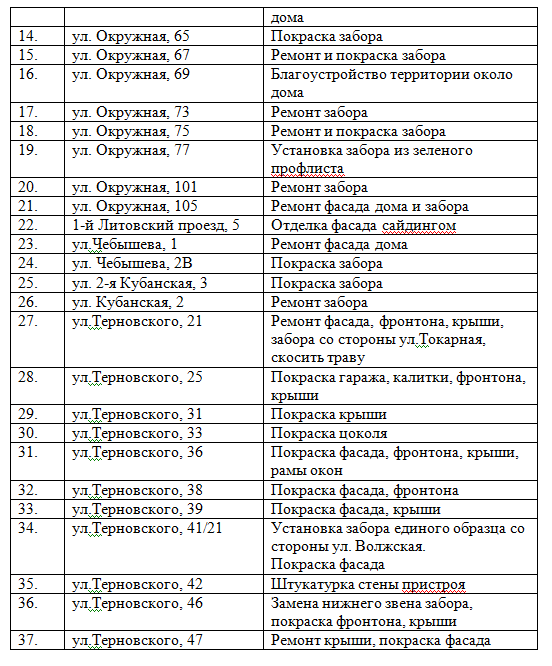 дома
14. ул. Окружная, 65 Покраска забора
15. ул. Окружная, 67 Ремонт и покраска забора
16. ул. Окружная, 69 Благоустройство территории около
дома
17. ул. Окружная, 73 Ремонт забора
18. ул. Окружная, 75 Ремонт и покраска забора
19. ул. Окружная, 77 Установка забора из зеленого
профлиста
20. ул. Окружная, 101 Ремонт забора
21. ул. Окружная, 105 Ремонт фасада дома и забора
22. 1-й Литовский проезд, 5 Отделка фасада сайдингом
23. ул.Чебышева, 1 Ремонт фасада дома
24. ул. Чебышева, 2В Покраска забора
25. ул. 2-я Кубанская, 3 Покраска забора
26. ул. Кубанская, 2 Ремонт забора
27. ул.Терновского, 21 Ремонт фасада, фронтона, крыши,
забора со стороны ул.Токарная,
скосить траву
28. ул.Терновского, 25 Покраска гаража, калитки, фронтона,
крыши
29. ул.Терновского, 31 Покраска крыши
30. ул.Терновского, 33 Покраска цоколя
31. ул.Терновского, 36 Покраска фасада, фронтона, крыши,
рамы окон
32. ул.Терновского, 38 Покраска фасада, фронтона
33. ул.Терновского, 39 Покраска фасада, крыши
34. ул.Терновского, 41/21 Установка забора единого образца со
стороны ул. Волжская.
Покраска фасада
35. ул.Терновского, 42 Штукатурка стены пристроя
36. ул.Терновского, 46 Замена нижнего звена забора,
покраска фронтона, крыши
37. ул.Терновского, 47 Ремонт крыши, покраска фасада